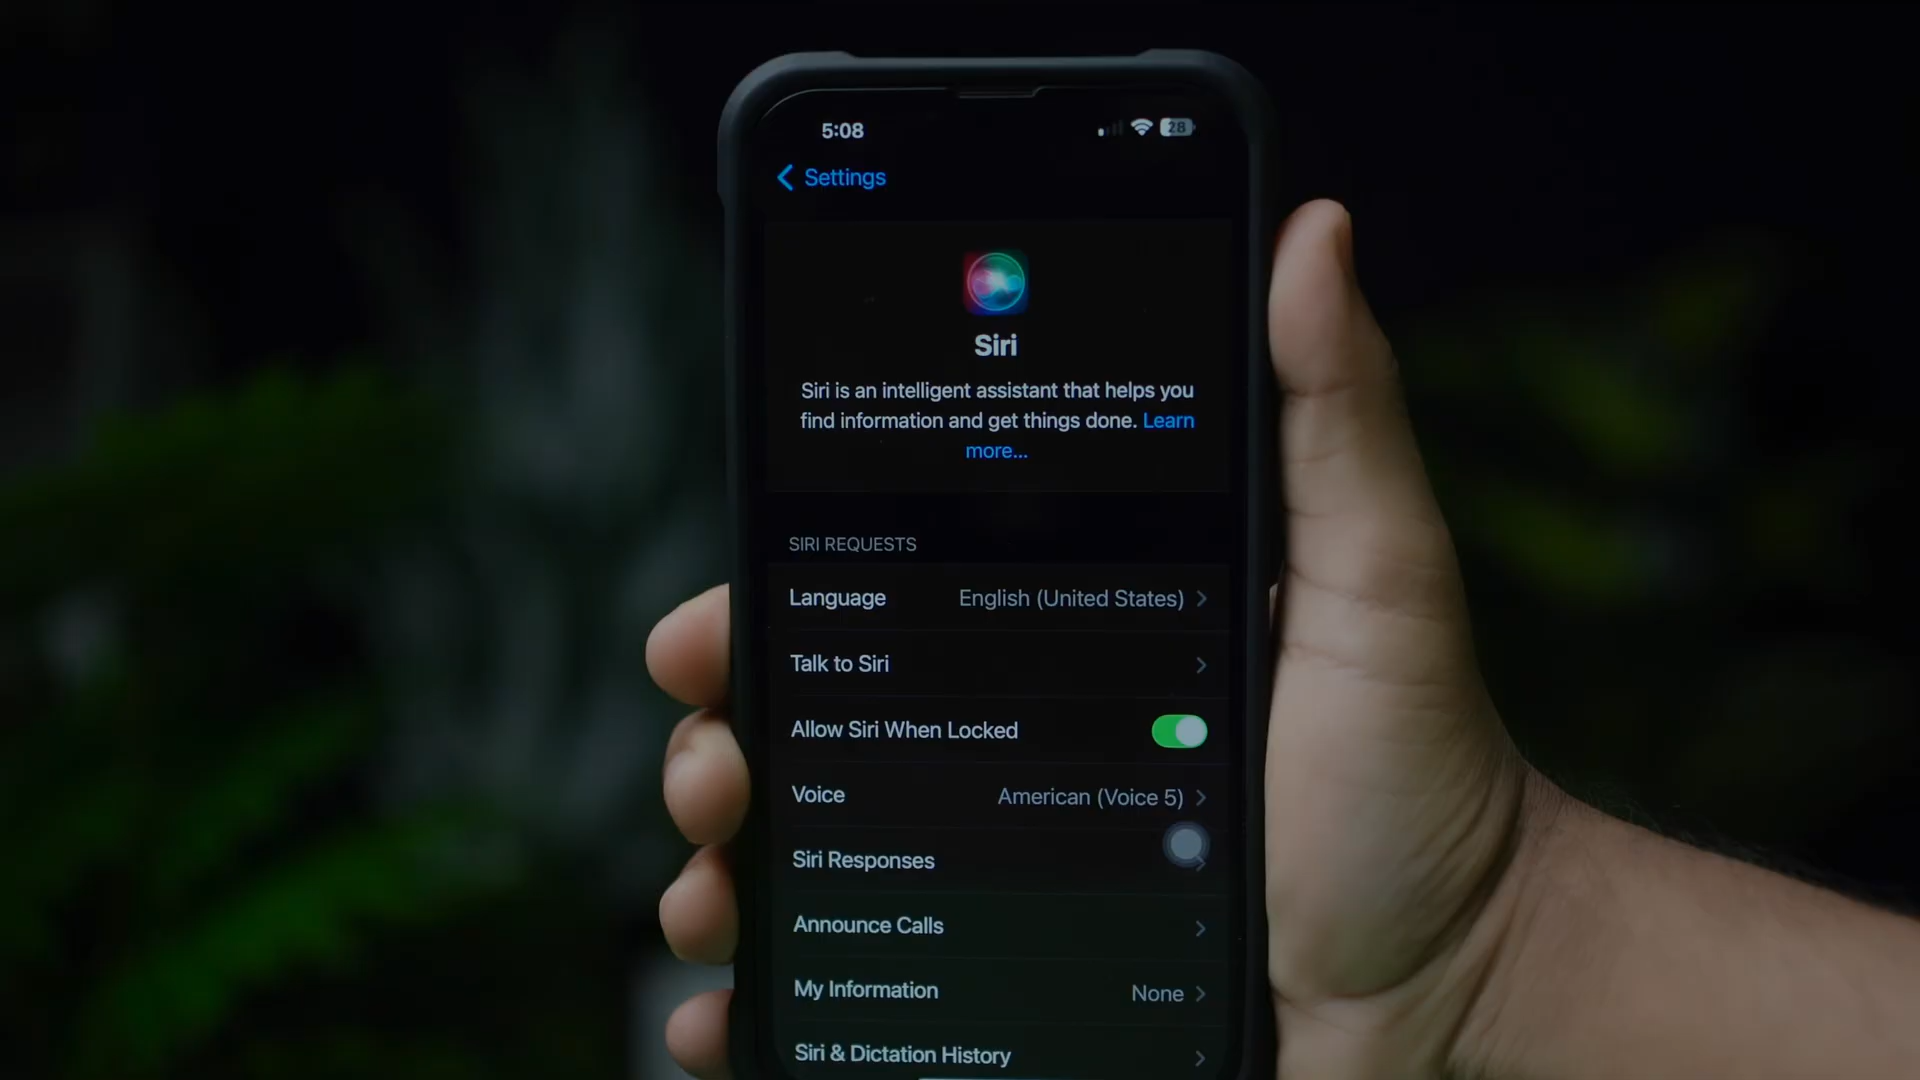 5:08
28
Settings
Siri
Siri is an intelligent assistant that helps you
find information and get things done. Learn
more...
SIRI REQUESTS
Language English (United States)
Talk to Siri
Allow Siri When Locked
Voice American (Voice 5)
Siri Responses
Announce Calls
My Information None
Siri & Dictation History